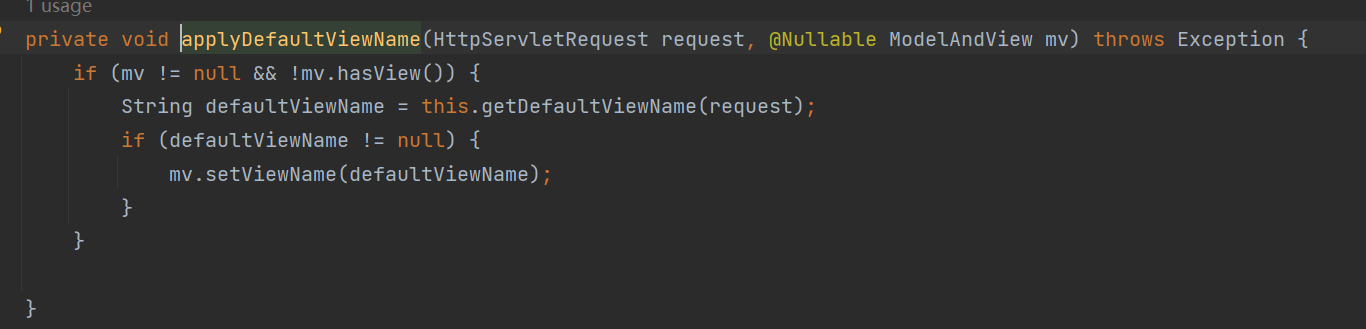 1 usage
private void applyDefaultViewName(HttpServletRequest request, @Nullable ModelAndView mv) throws Exception {
if (mv != null && !mv.hasView()) {
String defaultViewName = this.getDefaultViewName(request);
if (defaultViewName != null) {
mv.setViewName(defaultViewName);
}
}
}